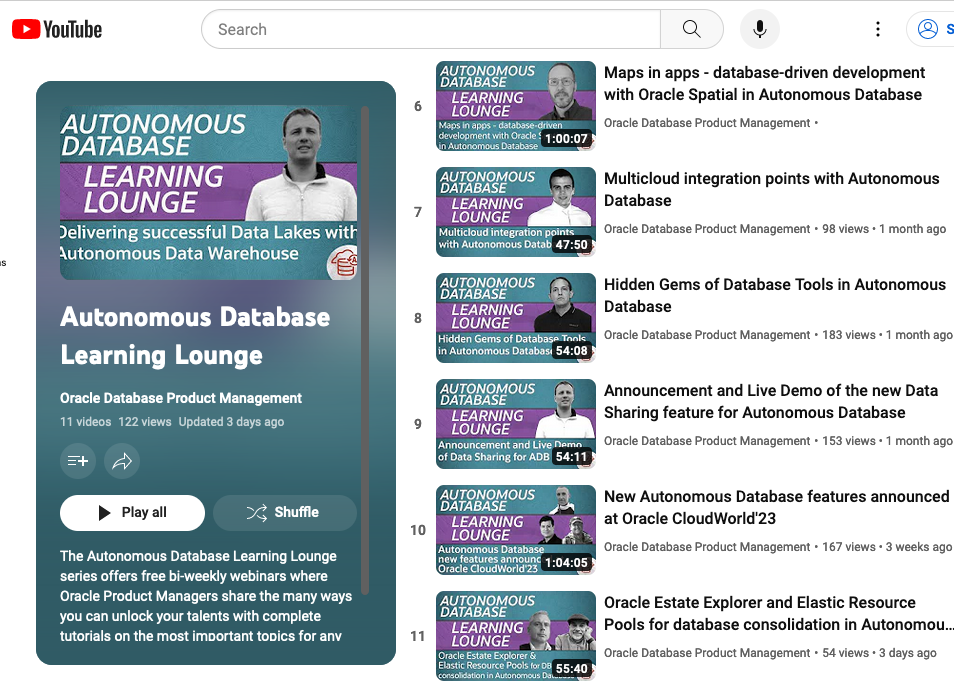 YouTube
Search
S
ns
AUTONOMOUS
DATABASE
LEARNING
LOUNGE
Delivering successful Data Lakes with
Autonomous Data Warehouse
Autonomous Database
Learning Lounge
Oracle Database Product Management
11 videos 122 views Updated 3 days ago
Play all
Shuffle
The Autonomous Database Learning Lounge
series offers free bi-weekly webinars where
Oracle Product Managers share the many ways
you can unlock your talents with complete
tutorials on the most important topics for any
6
AUTONOMOUS
DATABASE
LEARNING
LOUNGE
Maps in apps - database-driven
development with Oracle S
in Autonomous Database
1:00:07
Maps in apps - database-driven development
with Oracle Spatial in Autonomous Database
Oracle Database Product Management •
7
AUTONOMOUS
DATABASE
LEARNING
LOUNGE
Multicloud integration points
with Autonomous Datab
47:50
Multicloud integration points with Autonomous
Database
Oracle Database Product Management • 98 views • 1 month ago
8
AUTONOMOUS
DATABASE
LEARNING
LOUNGE
Hidden Gems of Database Tools
in Autonomous Database
54:08
Hidden Gems of Database Tools in Autonomous
Database
Oracle Database Product Management • 183 views • 1 month ago
9
AUTONOMOUS
DATABASE
LEARNING
LOUNGE
Announcement and Live Demo
of Data Sharing for ADB
54:11
Announcement and Live Demo of the new Data
Sharing feature for Autonomous Database
Oracle Database Product Management • 153 views • 1 month ago
10
AUTONOMOUS
DATABASE
LEARNING
LOUNGE
Autonomous Database
new features announc
Oracle CloudWorld'23
1:04:05
New Autonomous Database features announced
at Oracle CloudWorld'23
Oracle Database Product Management • 167 views • 3 weeks ago
11
AUTONOMOUS
DATABASE
LEARNING
LOUNGE
Oracle Estate Explorer &
Elastic Resource Pools for DB
consolidation in Autonomous Data
55:40
Oracle Estate Explorer and Elastic Resource
Pools for database consolidation in Autonomou...
Oracle Database Product Management • 54 views • 3 days ago